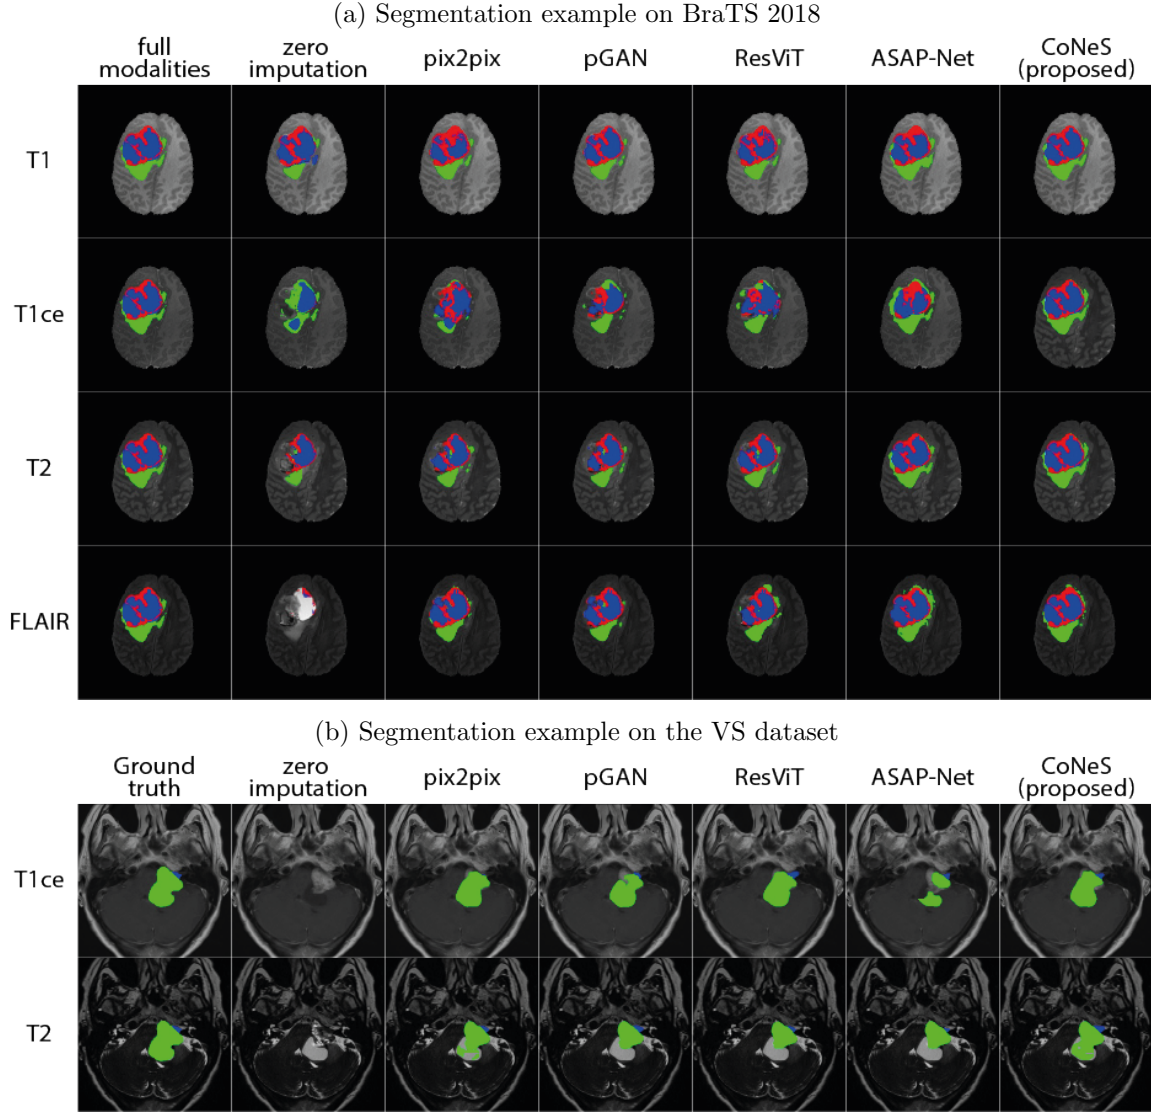 (a) Segmentation example on BraTS 2018
full modalities
zero imputation
pix2pix
pGAN
ResViT
ASAP-Net
CoNeS (proposed)
T1
T1ce
T2
FLAIR
(b) Segmentation example on the VS dataset
Ground truth
zero imputation
pix2pix
pGAN
ResViT
ASAP-Net
CoNeS (proposed)
T1ce
T2